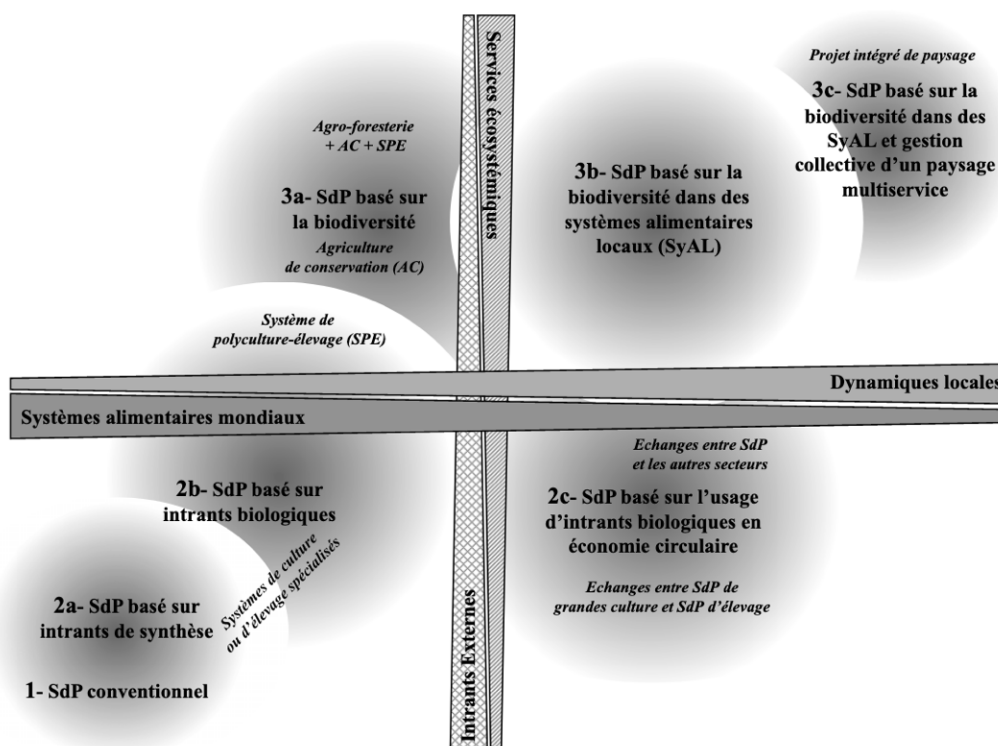 Projet intégré de paysage
3c- SdP basé sur la
biodiversité dans des
SyAL et gestion
collective d’un paysage
multiservice
Services écosystémiques
Agro-foresterie
+ AC + SPE
3a- SdP basé sur
la biodiversité
Agriculture
de conservation (AC)
3b- SdP basé sur la
biodiversité dans des
systèmes alimentaires
locaux (SyAL)
Système de
polyculture-élevage (SPE)
Dynamiques locales
Systèmes alimentaires mondiaux
Echanges entre SdP
et les autres secteurs
2b- SdP basé sur
intrants biologiques
2c- SdP basé sur l’usage
d’intrants biologiques en
économie circulaire
Systèmes de culture
ou d’élevage spécialisés
Echanges entre SdP de
grandes culture et SdP d’élevage
2a- SdP basé sur
intrants de synthèse
1- SdP conventionnel
Intrants Externes